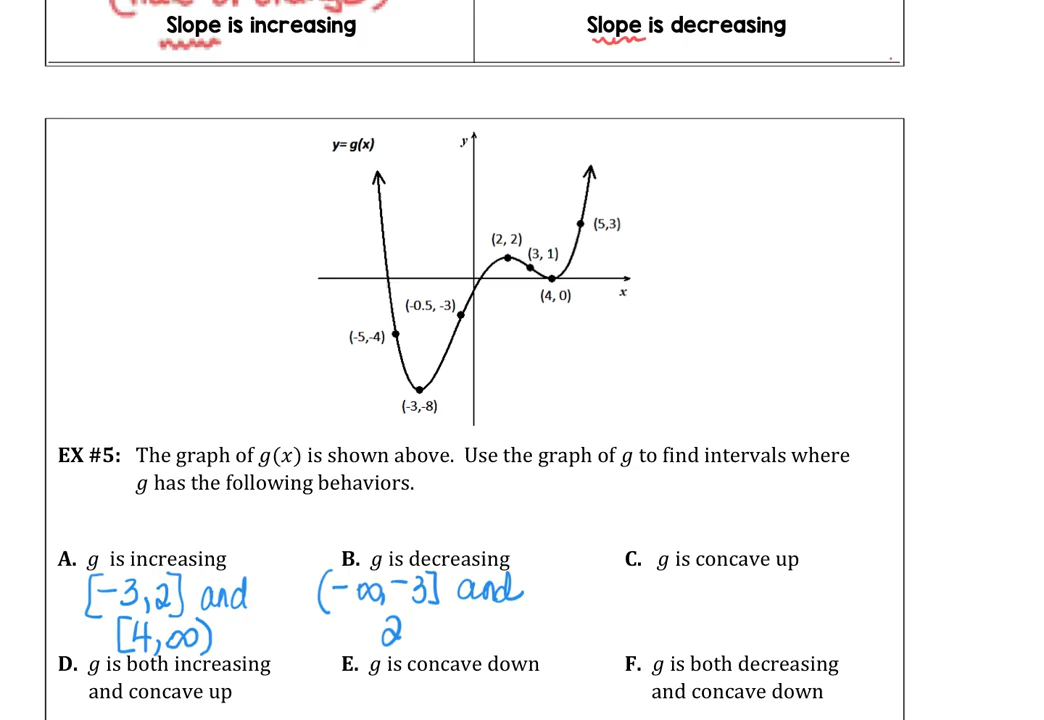 Slope is increasing
Slope is decreasing
y= g(x)
y
(5,3)
(2, 2)
(3, 1)
(4, 0)
x
(-0.5, -3)
(-5,-4)
(-3,-8)
EX #5: The graph of g(x) is shown above. Use the graph of g to find intervals where
g has the following behaviors.
A. g is increasing
B. g is decreasing
C. g is concave up
[-3,2] and
[4,∞)
(-∞,-3] and
2
D. g is both increasing
and concave up
E. g is concave down
F. g is both decreasing
and concave down